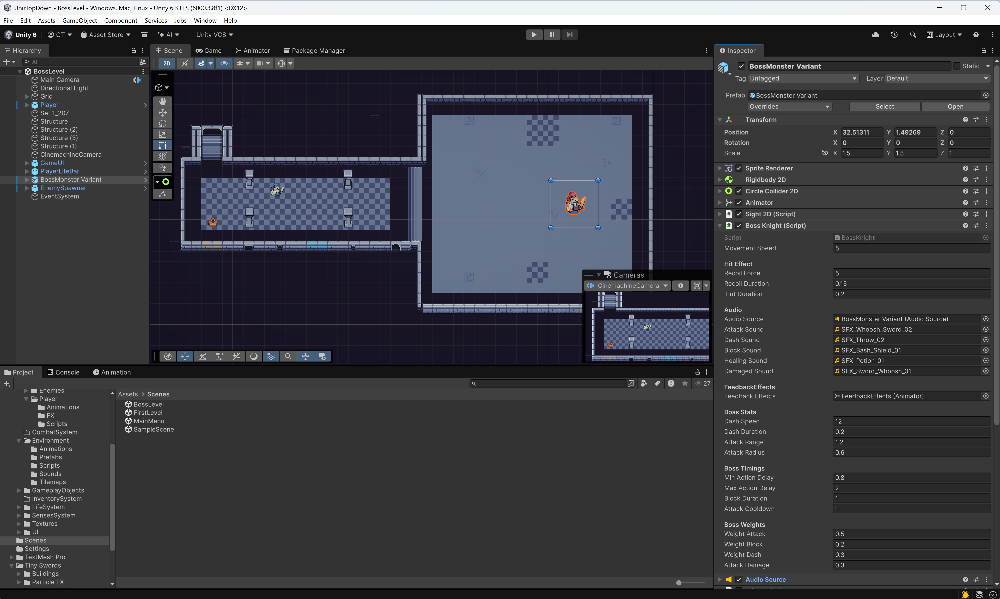 UnirTopDown - BossLevel - Windows, Mac, Linux - Unity 6.3 LTS (6000.3.8f1) <DX12>
File Edit Assets GameObject Component Services Jobs Window Help
Unity 6 GT Asset Store AI Unity VCS Layout
Hierarchy
All
BossLevel
Main Camera
Directional Light
Grid
Player
Set 1_207
Structure
Structure (2)
Structure (3)
Structure (1)
CinemachineCamera
GameUI
PlayerLifeBar
BossMonster Variant
EnemySpawner
EventSystem
Scene Game Animator Package Manager
2D
Cameras
CinemachineCamera
Project Console Animation
27
Enemies
Player
Animations
FX
Scripts
CombatSystem
Environment
Animations
Prefabs
Scripts
Sounds
Tilemaps
GameplayObjects
InventorySystem
LifeSystem
SensesSystem
Textures
UI
Scenes
Settings
TextMesh Pro
Tiny Swords
Buildings
Particle FX
Assets > Scenes
BossLevel
FirstLevel
MainMenu
SampleScene
Inspector
BossMonster Variant Static
Tag Untagged Layer Default
Prefab BossMonster Variant
Overrides Select Open
Transform
Position X 32.51311 Y 1.49269 Z 0
Rotation X 0 Y 0 Z 0
Scale X 1.5 Y 1.5 Z 1
Sprite Renderer
Rigidbody 2D
Circle Collider 2D
Animator
Sight 2D (Script)
Boss Knight (Script)
Script BossKnight
Movement Speed 5
Hit Effect
Recoil Force 5
Recoil Duration 0.15
Tint Duration 0.2
Audio
Audio Source BossMonster Variant (Audio Source)
Attack Sound SFX_Whoosh_Sword_02
Dash Sound SFX_Throw_02
Block Sound SFX_Bash_Shield_01
Healing Sound SFX_Potion_01
Damaged Sound SFX_Sword_Whoosh_01
FeedbackEffects
Feedback Effects FeedbackEffects (Animator)
Boss Stats
Dash Speed 12
Dash Duration 0.2
Attack Range 1.2
Attack Radius 0.6
Boss Timings
Min Action Delay 0.8
Max Action Delay 2
Block Duration 1
Attack Cooldown 1
Boss Weights
Weight Attack 0.5
Weight Block 0.2
Weight Dash 0.3
Attack Damage 0.3
Audio Source